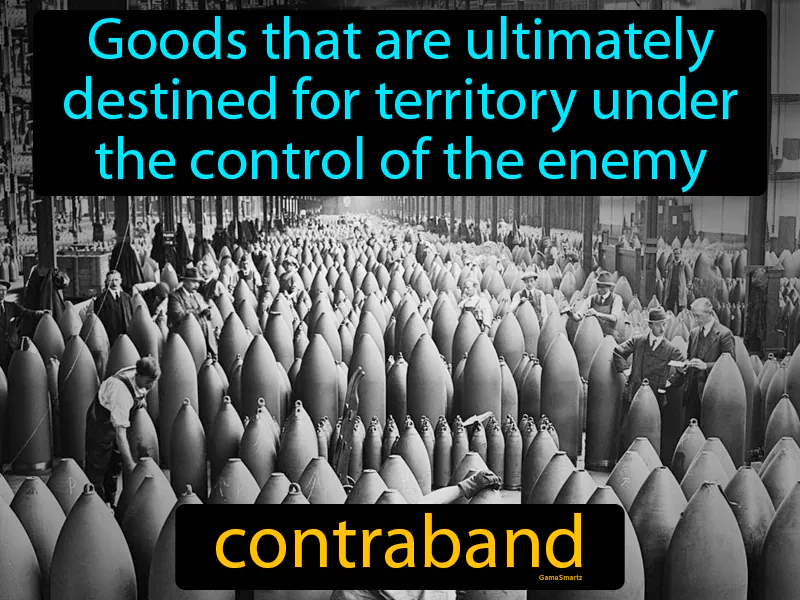 Goods that are ultimately
destined for territory under
the control of the enemy
contraband
GameSmartz